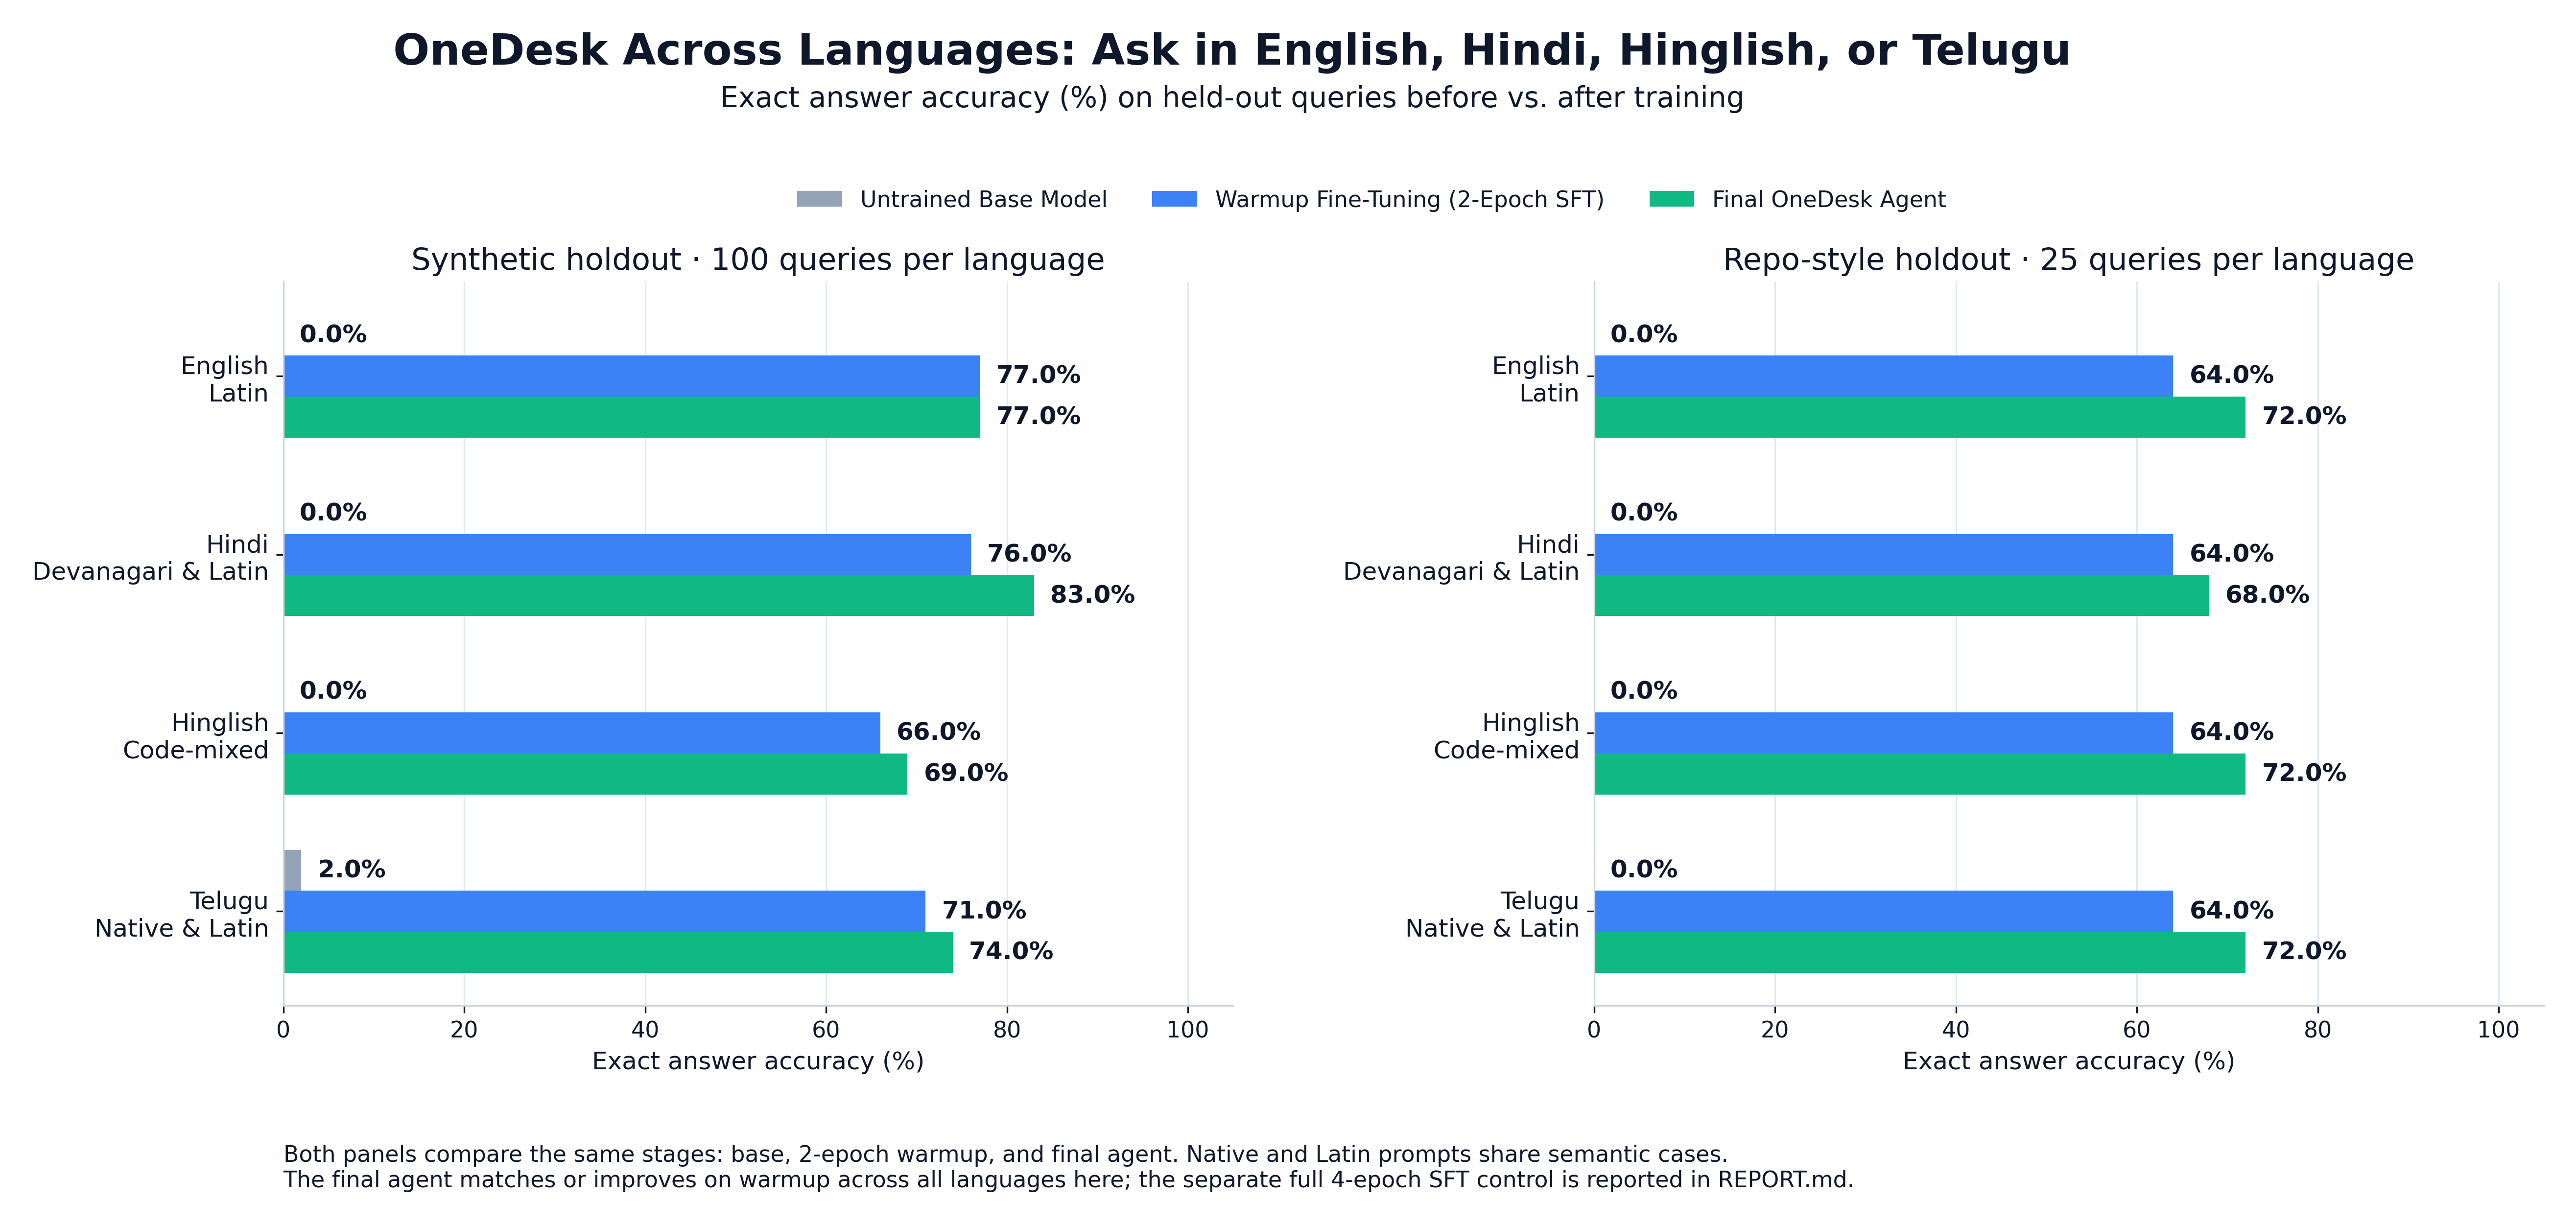 OneDesk Across Languages: Ask in English, Hindi, Hinglish, or Telugu
Exact answer accuracy (%) on held-out queries before vs. after training
Untrained Base Model
Warmup Fine-Tuning (2-Epoch SFT)
Final OneDesk Agent
Synthetic holdout · 100 queries per language
English
Latin
0.0%
77.0%
77.0%
Hindi
Devanagari & Latin
0.0%
76.0%
83.0%
Hinglish
Code-mixed
0.0%
66.0%
69.0%
Telugu
Native & Latin
2.0%
71.0%
74.0%
0 20 40 60 80 100
Exact answer accuracy (%)
Repo-style holdout · 25 queries per language
English
Latin
0.0%
64.0%
72.0%
Hindi
Devanagari & Latin
0.0%
64.0%
68.0%
Hinglish
Code-mixed
0.0%
64.0%
72.0%
Telugu
Native & Latin
0.0%
64.0%
72.0%
0 20 40 60 80 100
Exact answer accuracy (%)
Both panels compare the same stages: base, 2-epoch warmup, and final agent. Native and Latin prompts share semantic cases.
The final agent matches or improves on warmup across all languages here; the separate full 4-epoch SFT control is reported in REPORT.md.